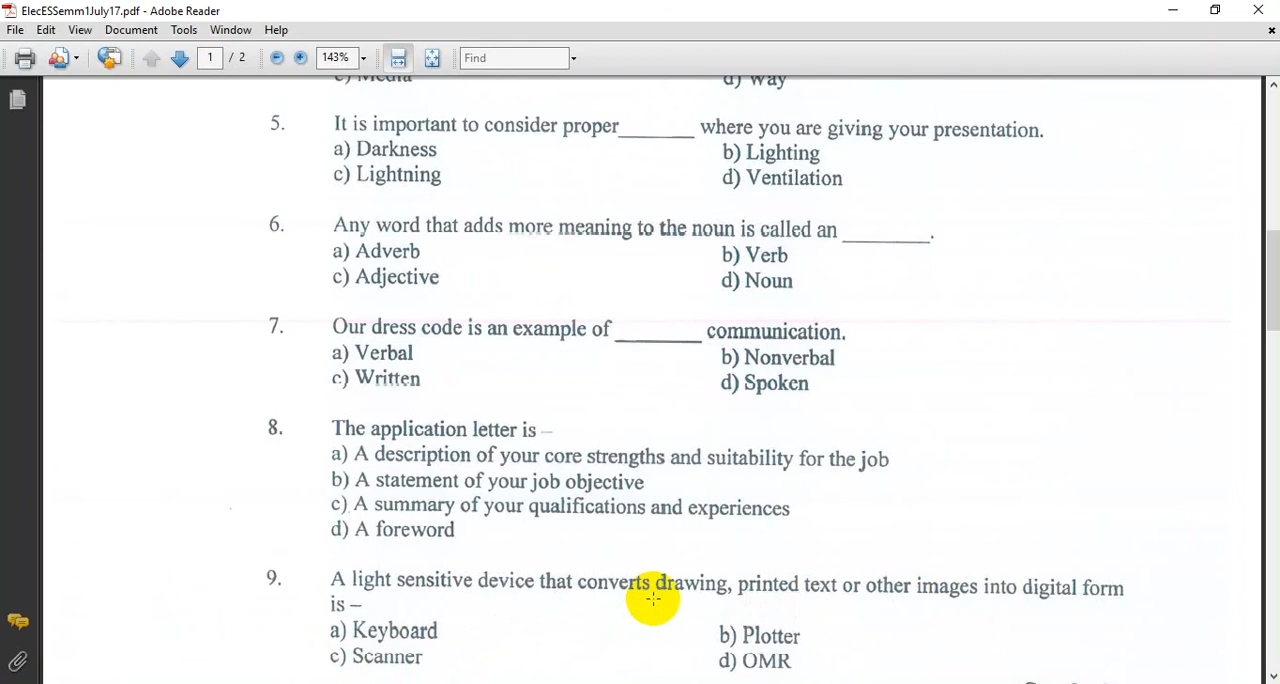 ElecESSemm1July17.pdf - Adobe Reader
File Edit View Document Tools Window Help
1 / 2 143% Find
c) Media d) Way
5. It is important to consider proper_______ where you are giving your presentation.
a) Darkness b) Lighting
c) Lightning d) Ventilation
6. Any word that adds more meaning to the noun is called an ________.
a) Adverb b) Verb
c) Adjective d) Noun
7. Our dress code is an example of ________ communication.
a) Verbal b) Nonverbal
c) Written d) Spoken
8. The application letter is –
a) A description of your core strengths and suitability for the job
b) A statement of your job objective
c) A summary of your qualifications and experiences
d) A foreword
9. A light sensitive device that converts drawing, printed text or other images into digital form
is –
a) Keyboard b) Plotter
c) Scanner d) OMR